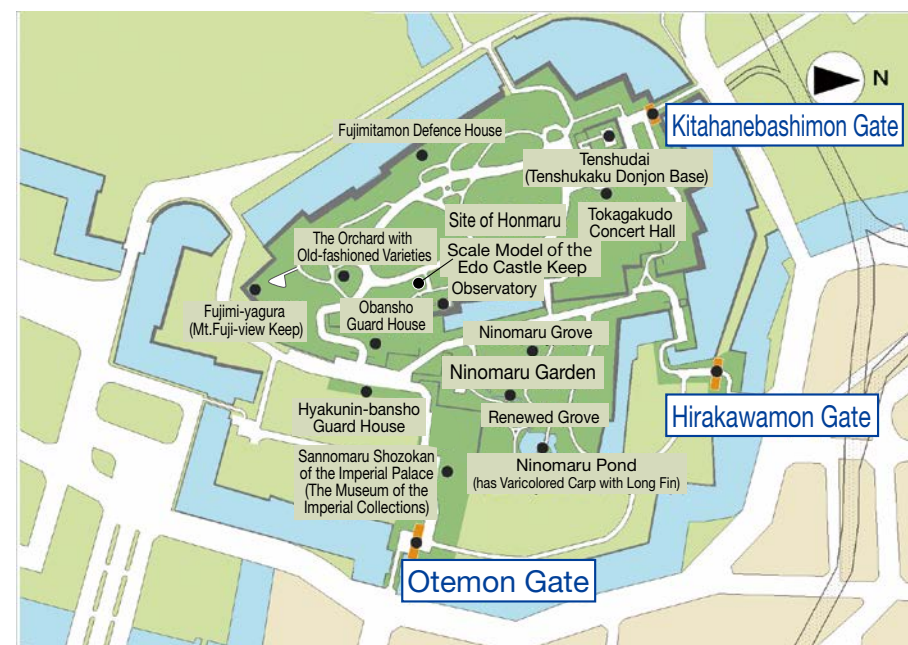 N
Kitahanebashimon Gate
Fujimitamon Defence House
Tenshudai
(Tenshukaku Donjon Base)
Site of Honmaru
Tokagakudo
Concert Hall
The Orchard with
Old-fashioned Varieties
Scale Model of the
Edo Castle Keep
Observatory
Fujimi-yagura
(Mt.Fuji-view Keep)
Obansho
Guard House
Ninomaru Grove
Ninomaru Garden
Hirakawamon Gate
Hyakunin-bansho
Guard House
Renewed Grove
Sannomaru Shozokan
of the Imperial Palace
(The Museum of the
Imperial Collections)
Ninomaru Pond
(has Varicolored Carp with Long Fin)
Otemon Gate